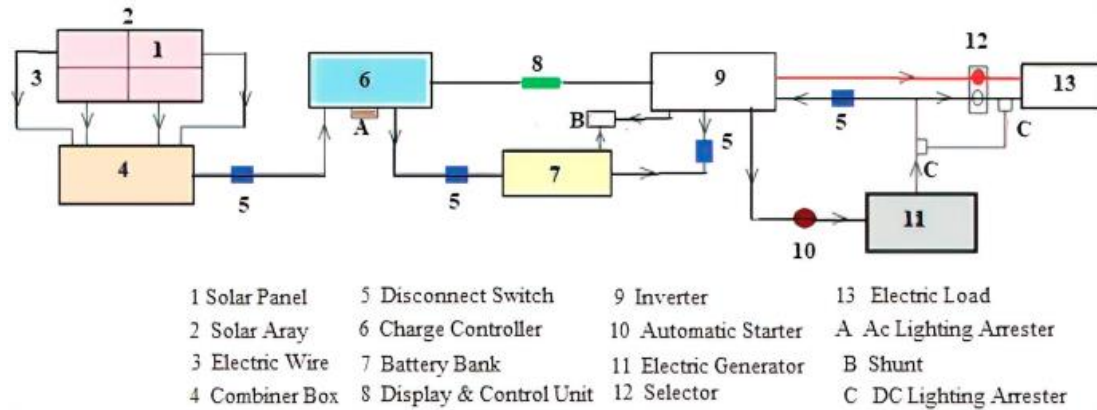 2
1
3
4
5
6
A
8
5
7
B
9
5
10
11
5
C
C
12
13
1 Solar Panel
2 Solar Aray
3 Electric Wire
4 Combiner Box
5 Disconnect Switch
6 Charge Controller
7 Battery Bank
8 Display & Control Unit
9 Inverter
10 Automatic Starter
11 Electric Generator
12 Selector
13 Electric Load
A Ac Lighting Arrester
B Shunt
C DC Lighting Arrester